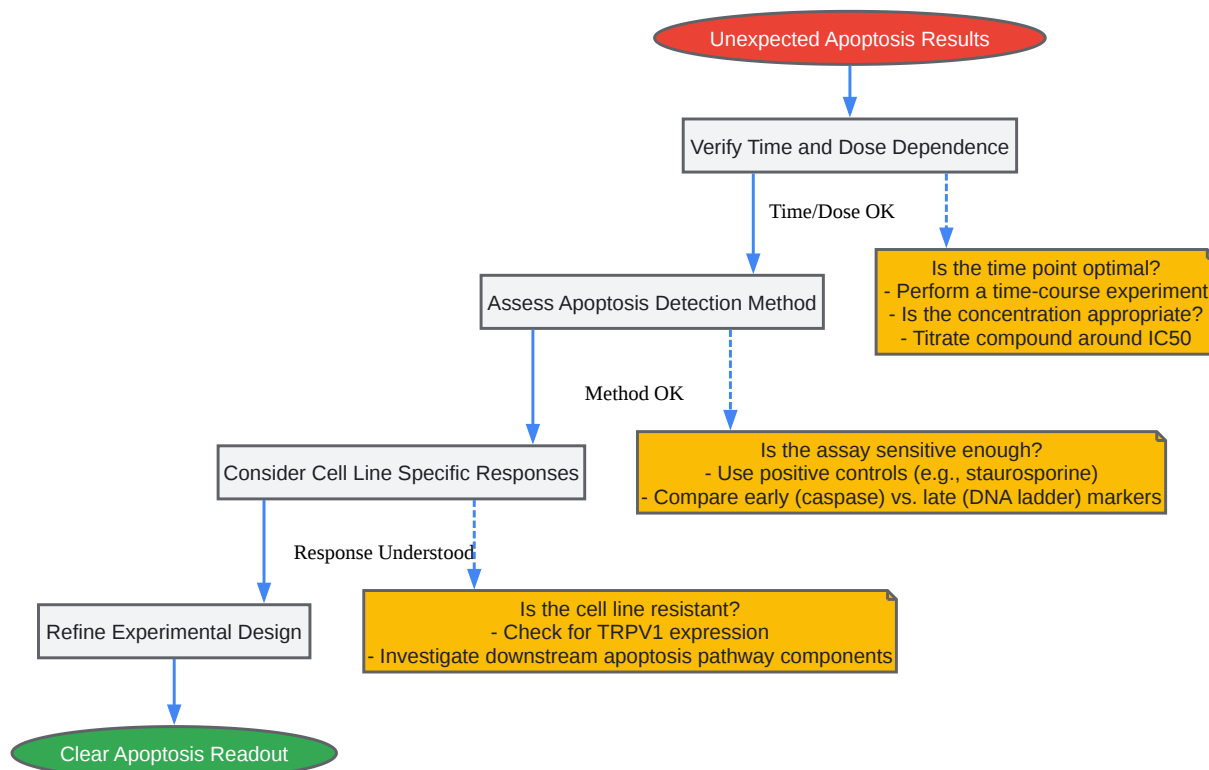 Unexpected Apoptosis Results
Verify Time and Dose Dependence
Time/Dose OK
Is the time point optimal?
- Perform a time-course experiment
- Is the concentration appropriate?
- Titrate compound around IC50
Assess Apoptosis Detection Method
Method OK
Is the assay sensitive enough?
- Use positive controls (e.g., staurosporine)
- Compare early (caspase) vs. late (DNA ladder) markers
Consider Cell Line Specific Responses
Response Understood
Is the cell line resistant?
- Check for TRPV1 expression
- Investigate downstream apoptosis pathway components
Refine Experimental Design
Clear Apoptosis Readout